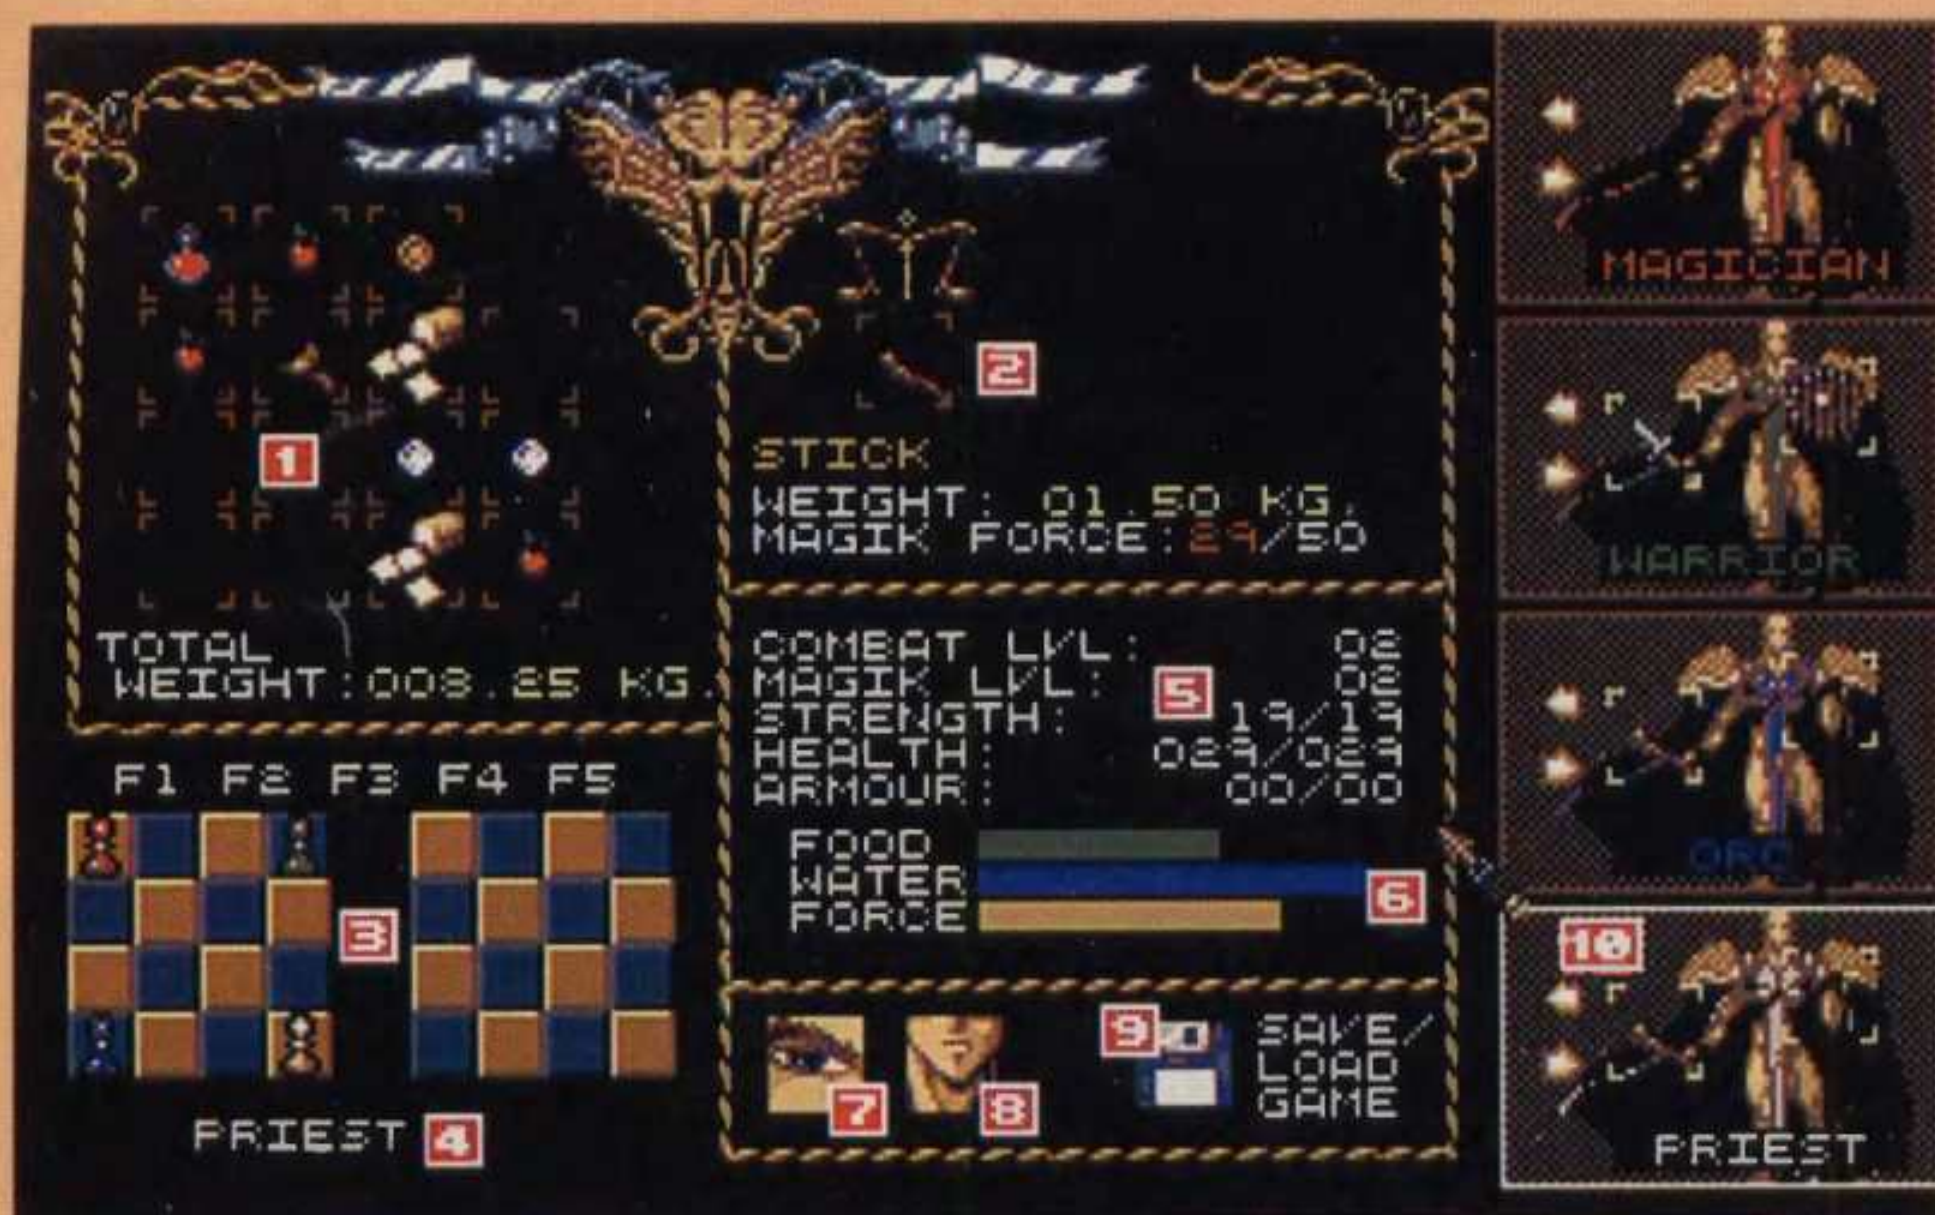 MAGICIAN
1
2
STICK
WEIGHT: 01.50 KG.
MAGIK FORCE:29/50
WARRIOR
TOTAL
WEIGHT:008.25 KG.
COMBAT LVL: 02
MAGIK LVL: 02
5
STRENGTH: 19/19
HEALTH: 029/029
ARMOUR: 00/00
F1 F2 F3 F4 F5
3
FOOD
WATER
FORCE
6
ORC
7
8
9
SAVE/
LOAD
GAME
PRIEST 4
10
PRIEST